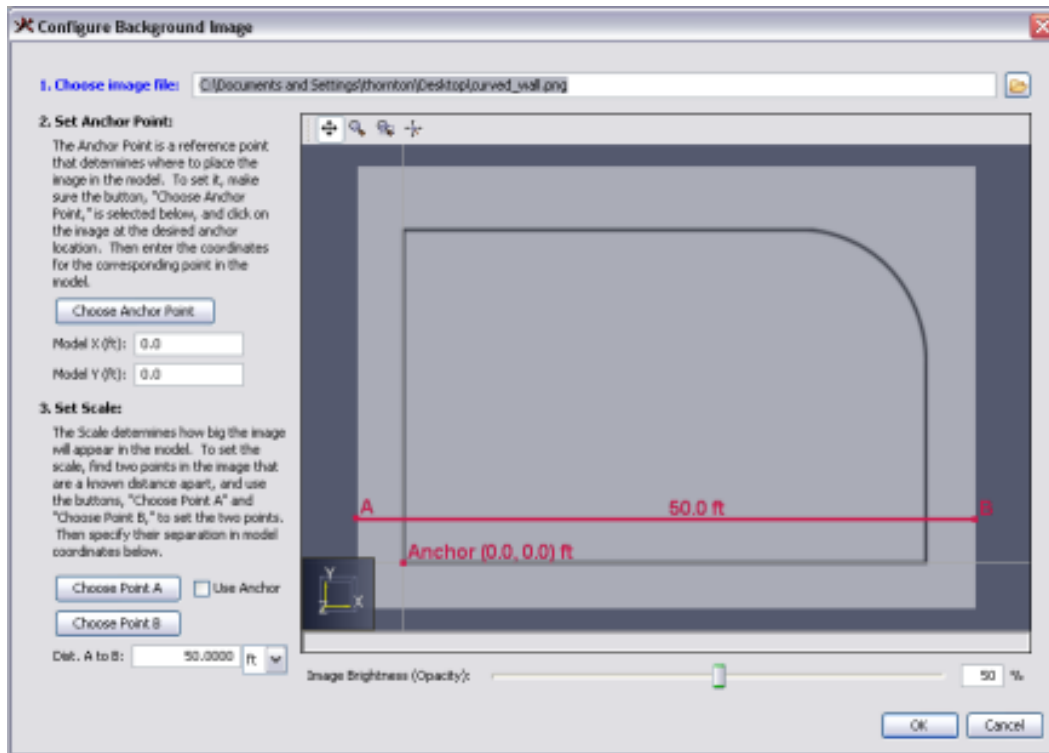 Configure Background Image
1. Choose image file: C:\Documents and Settings\thornton\Desktop\curved_wall.png
2. Set Anchor Point:
The Anchor Point is a reference point
that determines where to place the
image in the model. To set it, make
sure the button, "Choose Anchor
Point," is selected below, and click on
the image at the desired anchor
location. Then enter the coordinates
for the corresponding point in the
model.
Choose Anchor Point
Model X (ft): 0.0
Model Y (ft): 0.0
3. Set Scale:
The Scale determines how big the image
will appear in the model. To set the
scale, find two points in the image that
are a known distance apart, and use
the buttons, "Choose Point A" and
"Choose Point B," to set the two points.
Then specify their separation in model
coordinates below.
Choose Point A Use Anchor
Choose Point B
Dist. A to B: 50.0000 ft
A 50.0 ft B
Anchor (0.0, 0.0) ft
Y
Z X
Image Brightness (Opacity): 50 %
OK Cancel